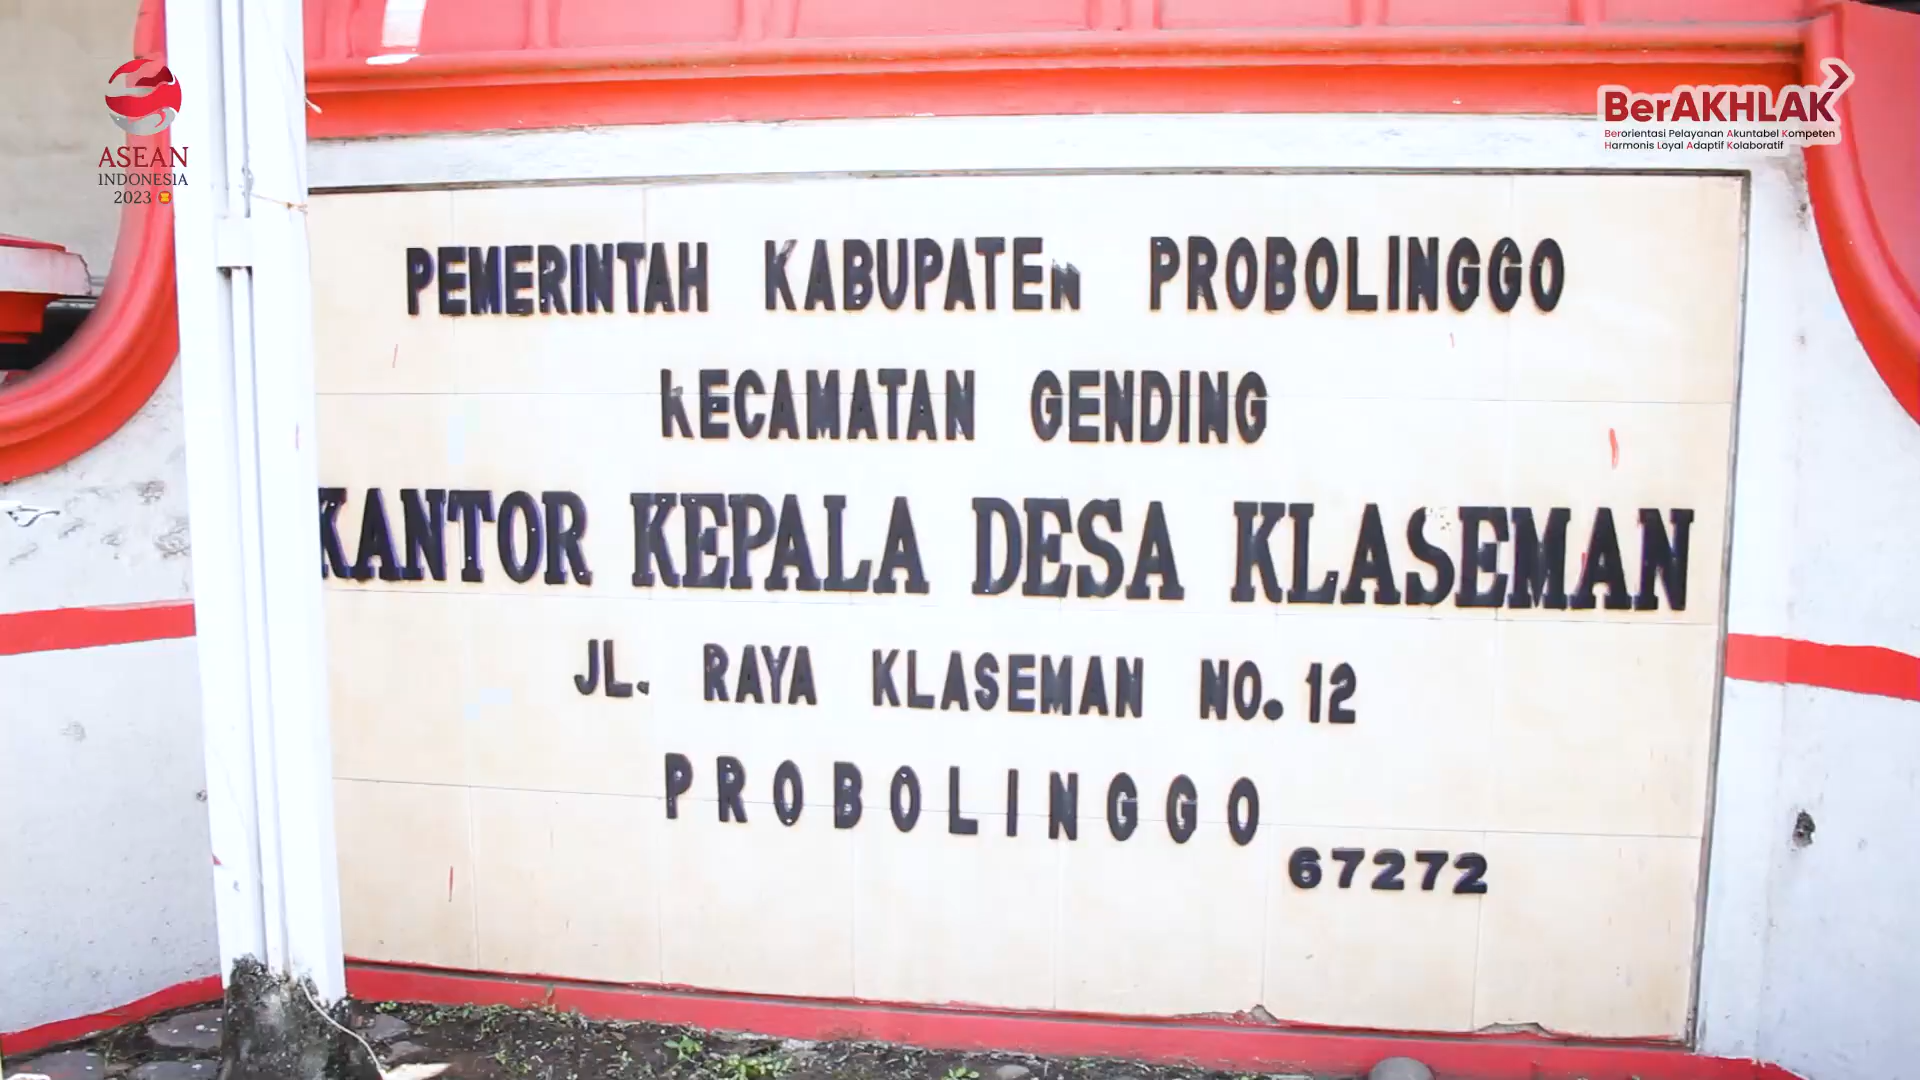 ASEAN
INDONESIA
2023
BerAKHLAK
Berorientasi Pelayanan Akuntabel Kompeten
Harmonis Loyal Adaptif Kolaboratif
PEMERINTAH KABUPATEN PROBOLINGGO
KECAMATAN GENDING
KANTOR KEPALA DESA KLASEMAN
JL. RAYA KLASEMAN NO. 12
PROBOLINGGO
67272